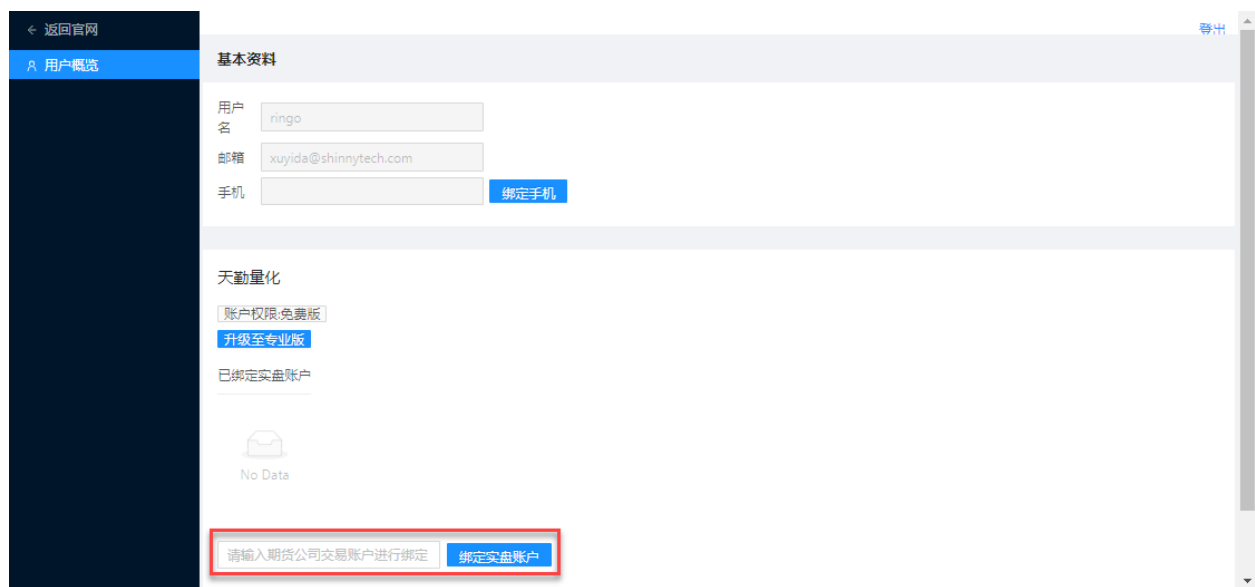 返回官网
登出
用户概览
基本资料
用户名
ringo
邮箱
xuyida@shinnytech.com
手机
绑定手机
天勤量化
账户权限:免费版
升级至专业版
已绑定实盘账户
No Data
请输入期货公司交易账户进行绑定
绑定实盘账户